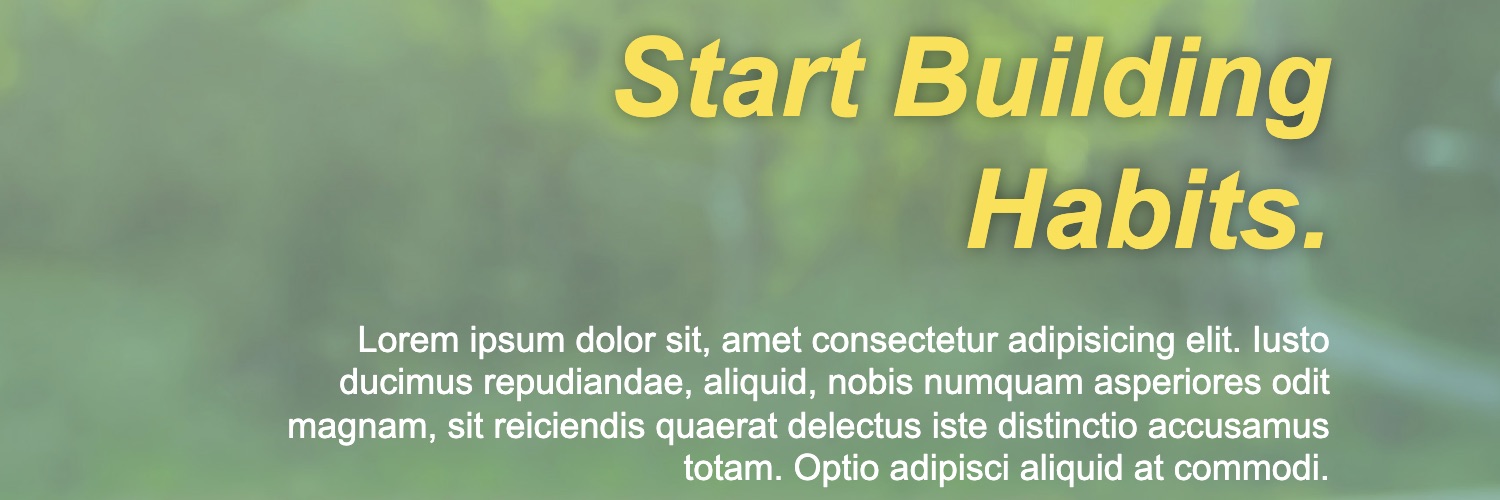 Start Building
Habits.
Lorem ipsum dolor sit, amet consectetur adipisicing elit. Iusto
ducimus repudiandae, aliquid, nobis numquam asperiores odit
magnam, sit reiciendis quaerat delectus iste distinctio accusamus
totam. Optio adipisci aliquid at commodi.